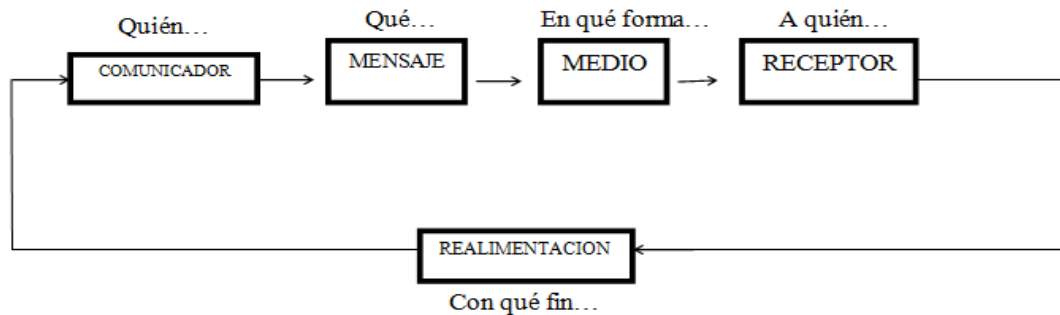 Quién…
Qué…
En qué forma…
A quién…
COMUNICADOR
MENSAJE
MEDIO
RECEPTOR
REALIMENTACION
Con qué fin…